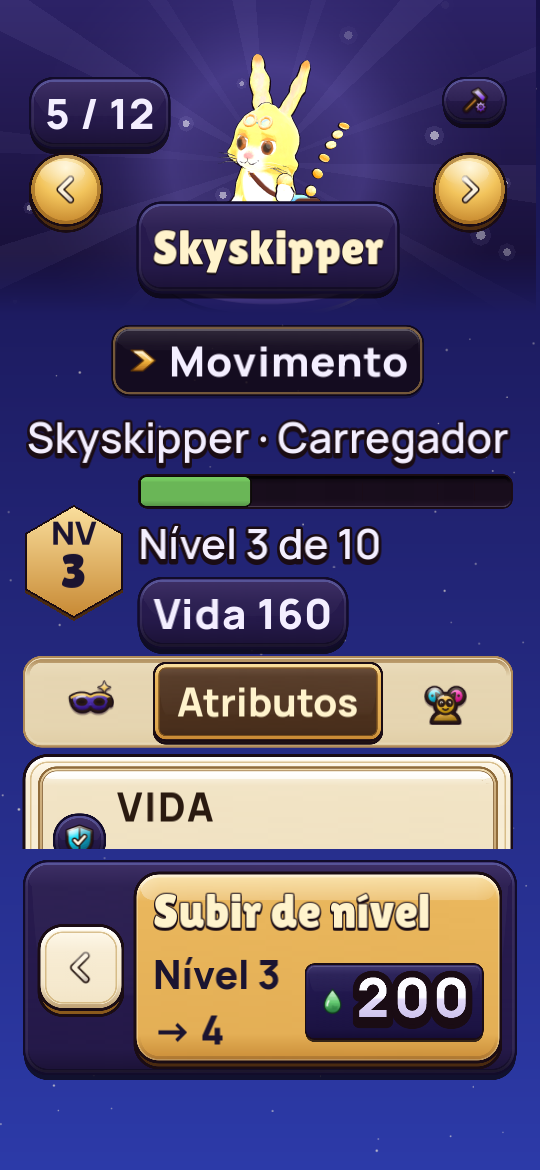 5 / 12
Skyskipper
Movimento
Skyskipper · Carregador
NV
3
Nível 3 de 10
Vida 160
Atributos
VIDA
Subir de nível
Nível 3
→ 4
200